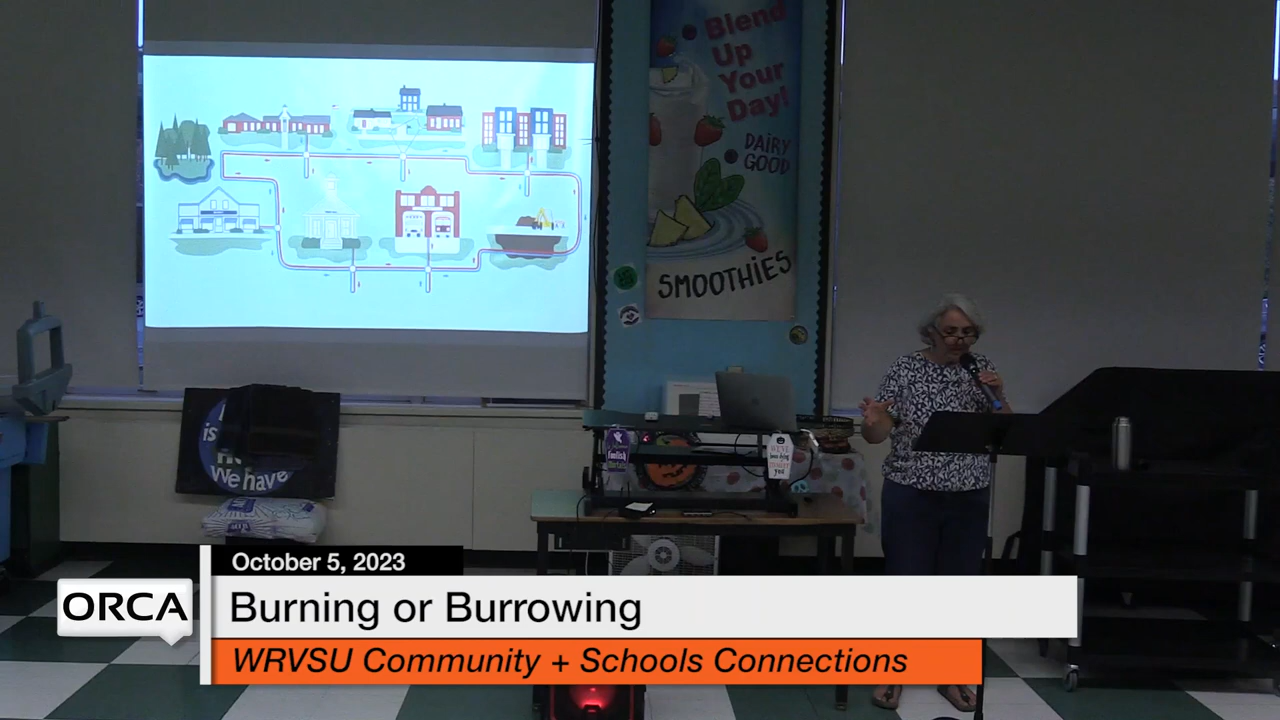 Blend
Up
Your
Day!
DAIRY
GOOD
SMOOTHiES
is
We have
October 5, 2023
ORCA
Burning or Burrowing
WRVSU Community + Schools Connections